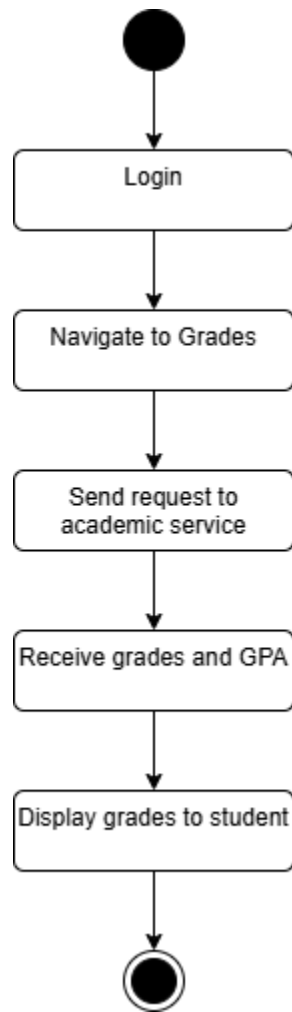 Login
Navigate to Grades
Send request to
academic service
Receive grades and GPA
Display grades to student